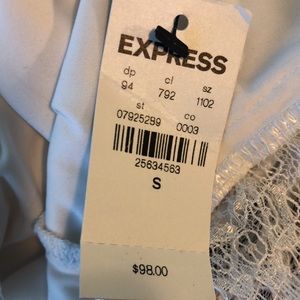 EXPRESS
dp cl sz
94 792 1102
st co
07925299 0003
25634563
S
$98.00